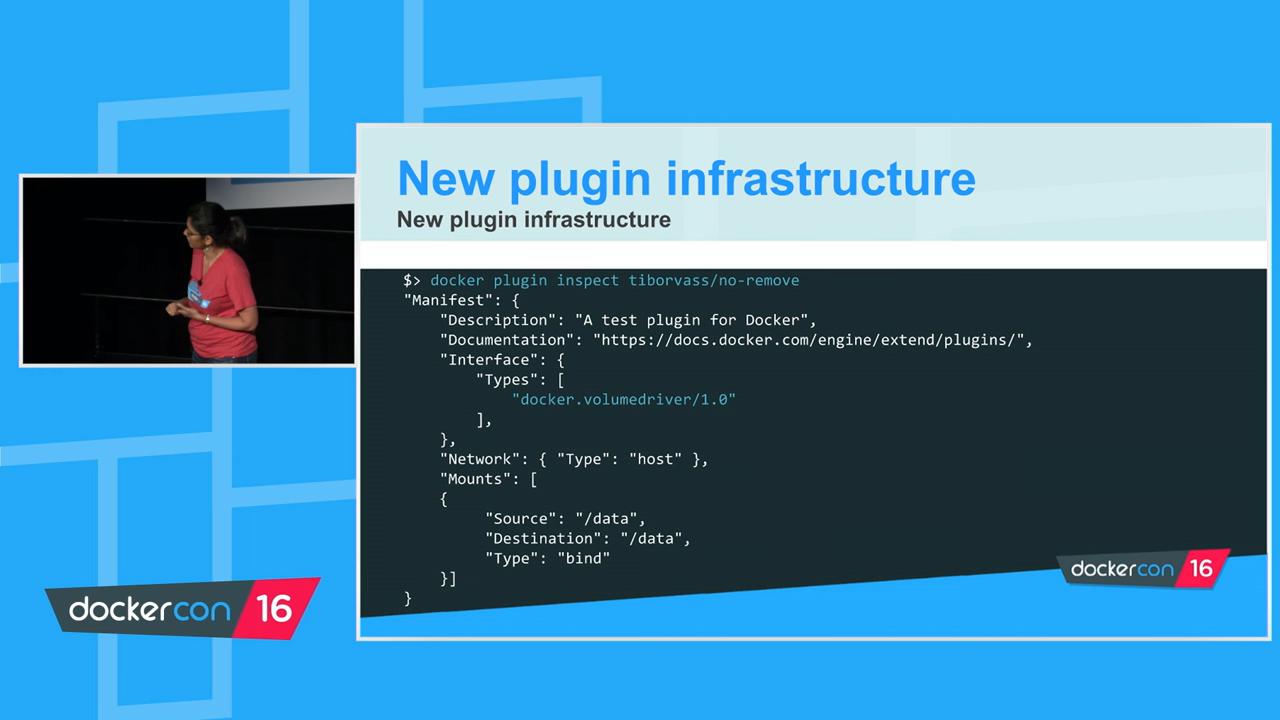 New plugin infrastructure
New plugin infrastructure
$> docker plugin inspect tiborvass/no-remove
"Manifest": {
"Description": "A test plugin for Docker",
"Documentation": "https://docs.docker.com/engine/extend/plugins/",
"Interface": {
"Types": [
"docker.volumedriver/1.0"
],
},
"Network": { "Type": "host" },
"Mounts": [
{
"Source": "/data",
"Destination": "/data",
"Type": "bind"
}]
}
dockercon 16
dockercon 16